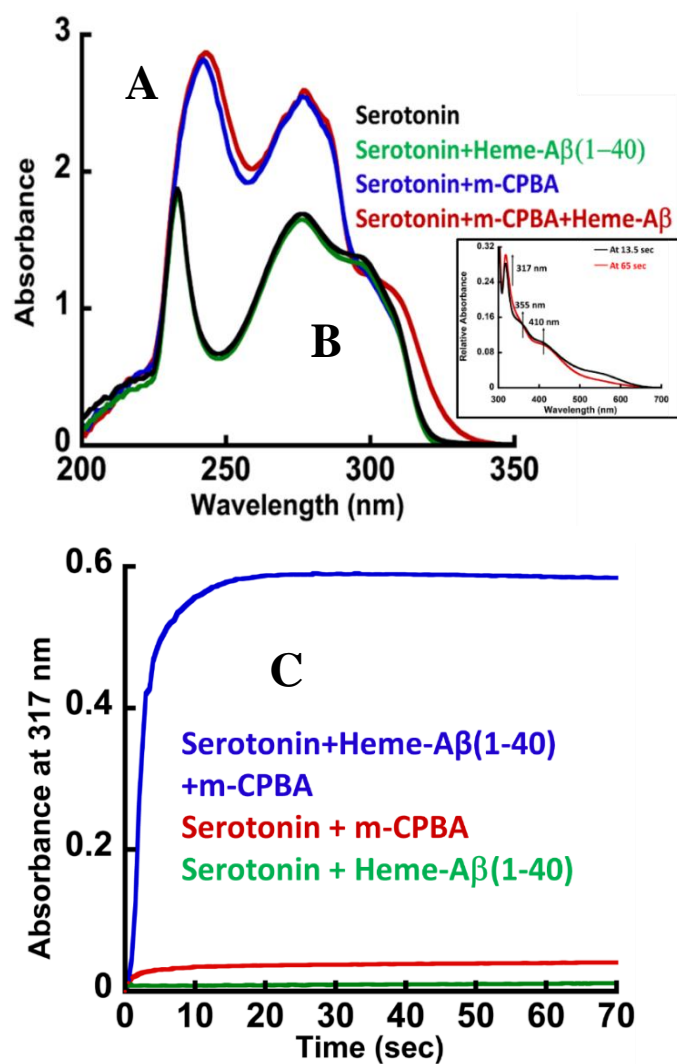 3
A
Serotonin
Serotonin+Heme-Aβ(1−40)
Serotonin+m-CPBA
Serotonin+m-CPBA+Heme-Aβ
2
Absorbance
1
B
0
200 250 300 350
Wavelength (nm)
0.32
At 13.5 sec
At 65 sec
317 nm
0.24
355 nm
0.16
410 nm
0.08
0
Relative Absorbance
300 400 500 600 700
Wavelength (nm)
0.6
C
0.4
Serotonin+Heme-Aβ(1-40)
+m-CPBA
Serotonin + m-CPBA
Serotonin + Heme-Aβ(1-40)
0.2
0
Absorbance at 317 nm
0 10 20 30 40 50 60 70
Time (sec)